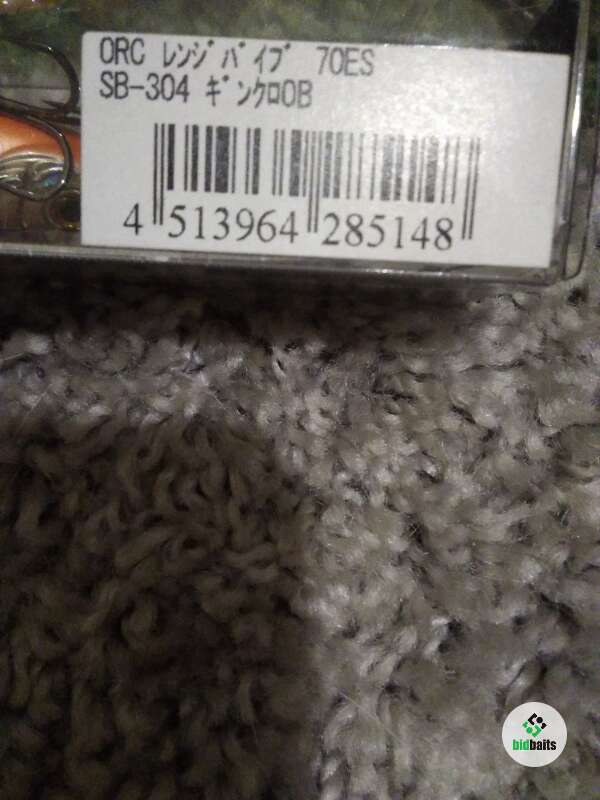 ORC ﾚﾝｼﾞﾊﾞｲﾌﾞ 70ES
SB-304 ｷﾞﾝｸﾛOB
4 513964 285148
bidbaits